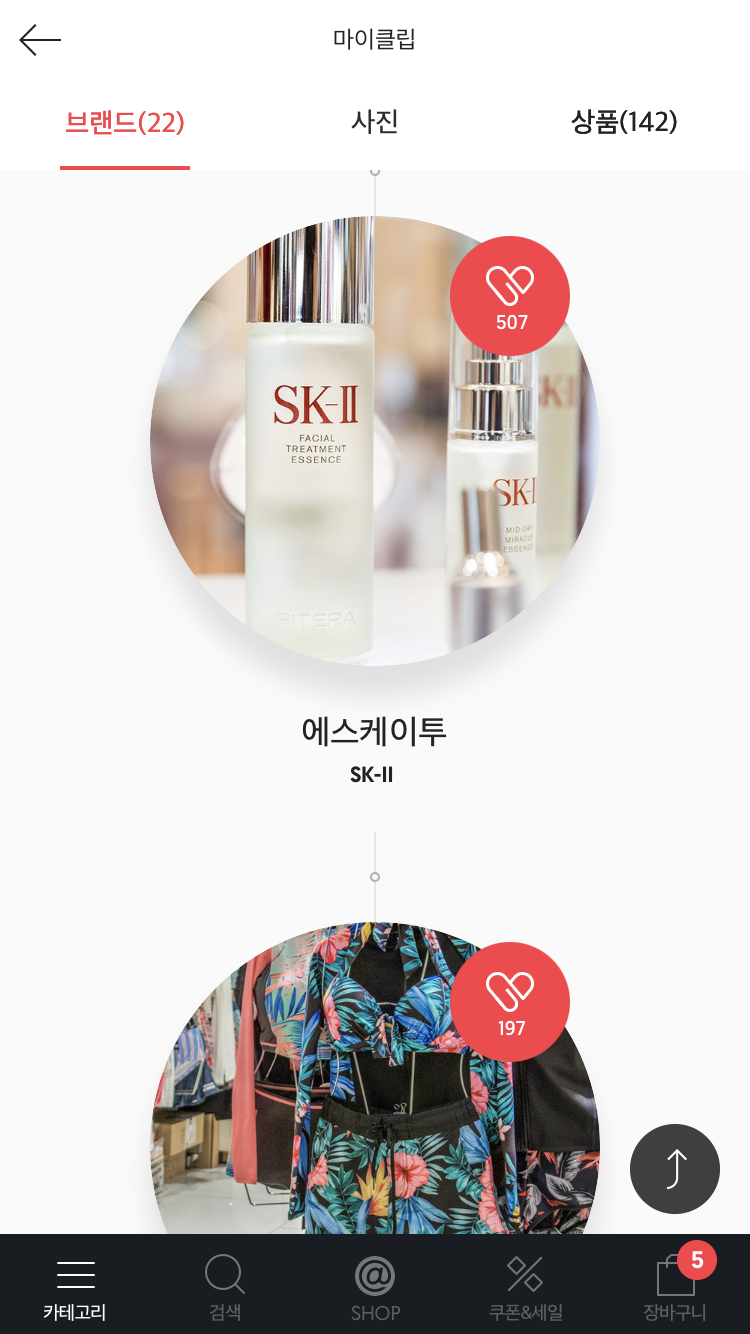 마이클립
브랜드(22)
사진
상품(142)
507
SK-II
FACIAL
TREATMENT
ESSENCE
PITERA
SK-I
SK-I
MID-DAY
MIRACLE
ESSENCE
에스케이투
SK-II
197
카테고리
검색
@
SHOP
쿠폰&세일
5
장바구니